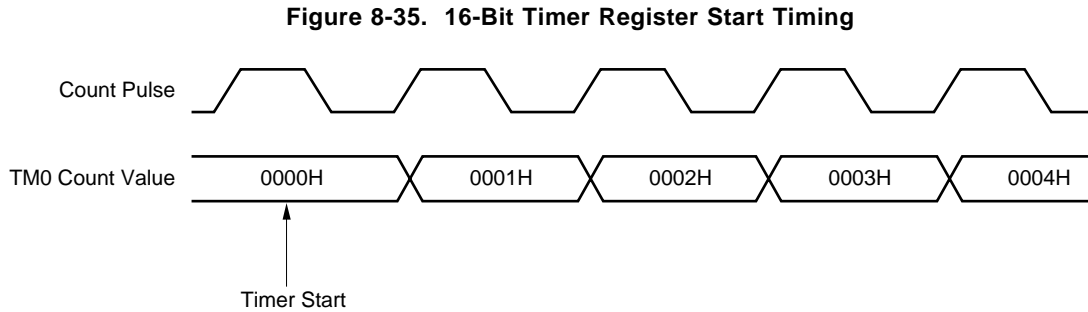 Figure 8-35. 16-Bit Timer Register Start Timing
Count Pulse
TM0 Count Value
0000H
0001H
0002H
0003H
0004H
Timer Start